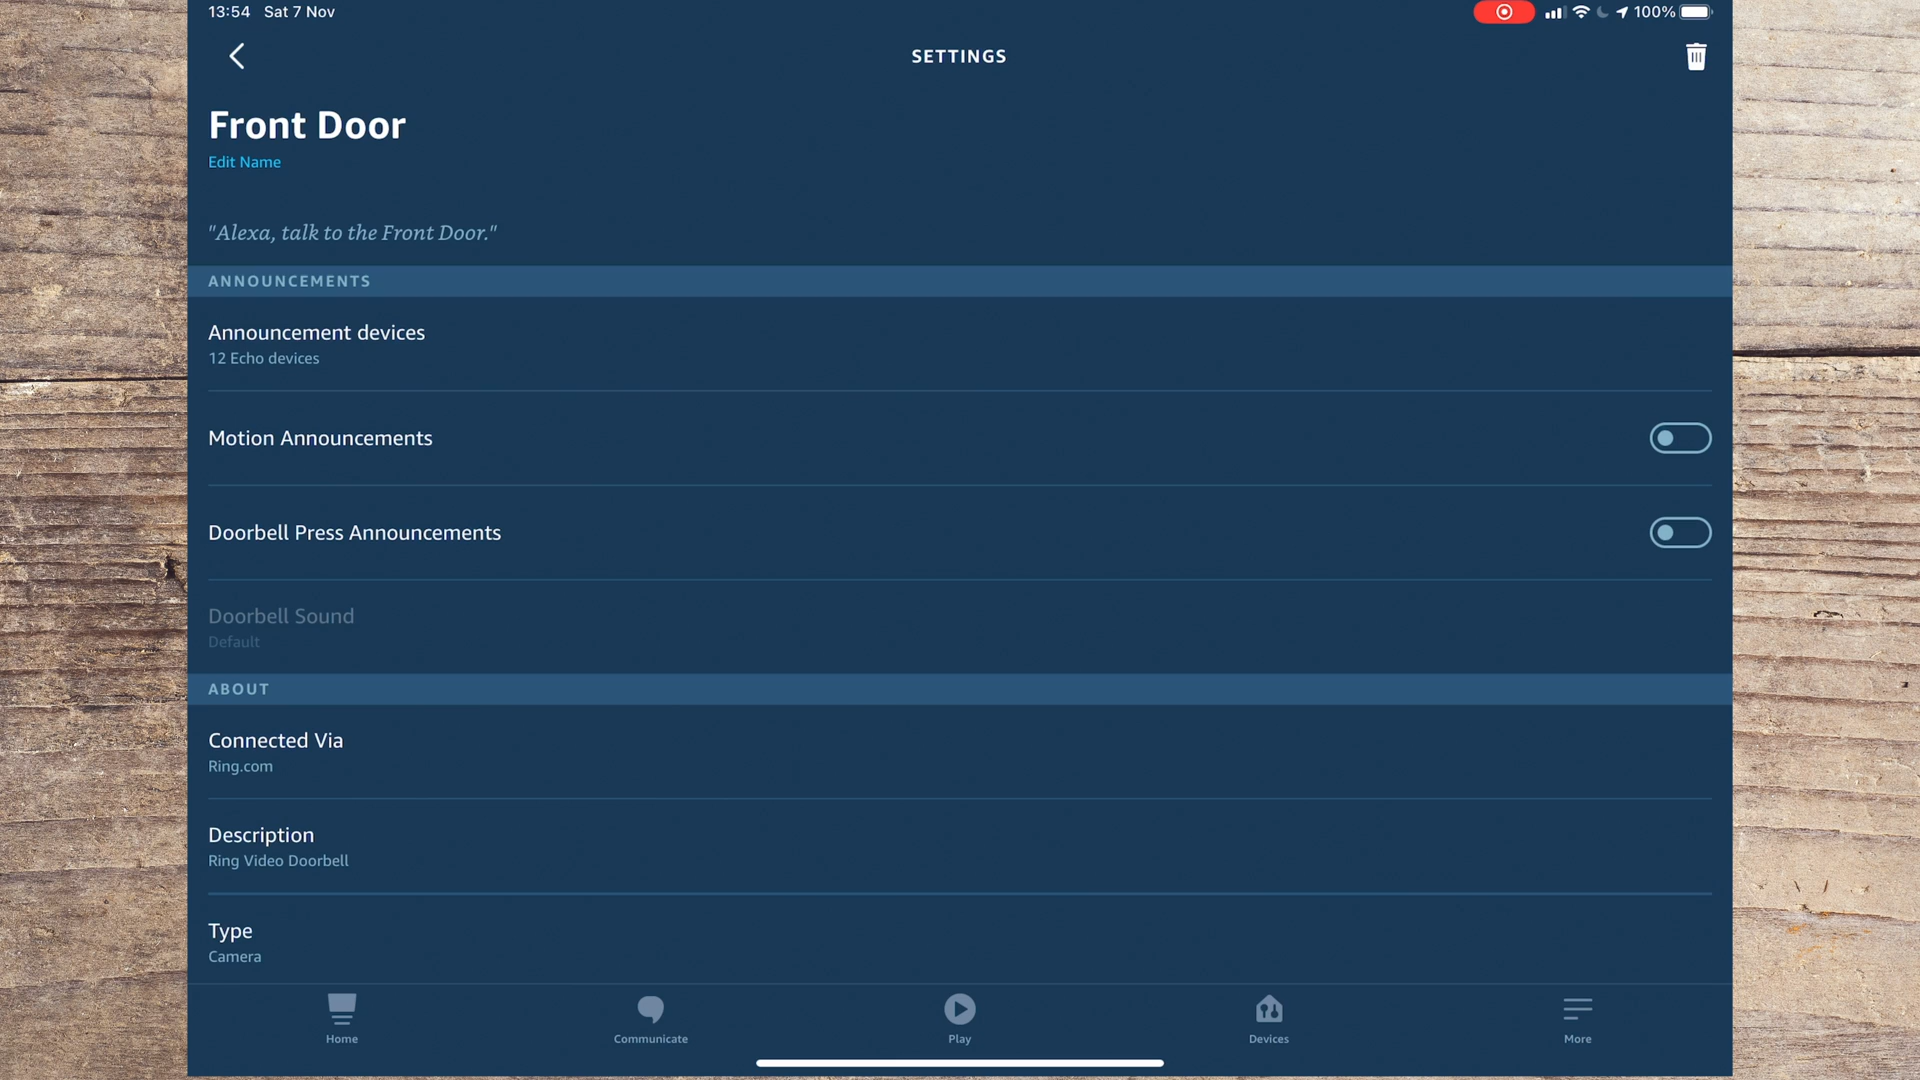 13:54 Sat 7 Nov
100%
SETTINGS
Front Door
Edit Name
"Alexa, talk to the Front Door."
ANNOUNCEMENTS
Announcement devices
12 Echo devices
Motion Announcements
Doorbell Press Announcements
Doorbell Sound
Default
ABOUT
Connected Via
Ring.com
Description
Ring Video Doorbell
Type
Camera
Home
Communicate
Play
Devices
More